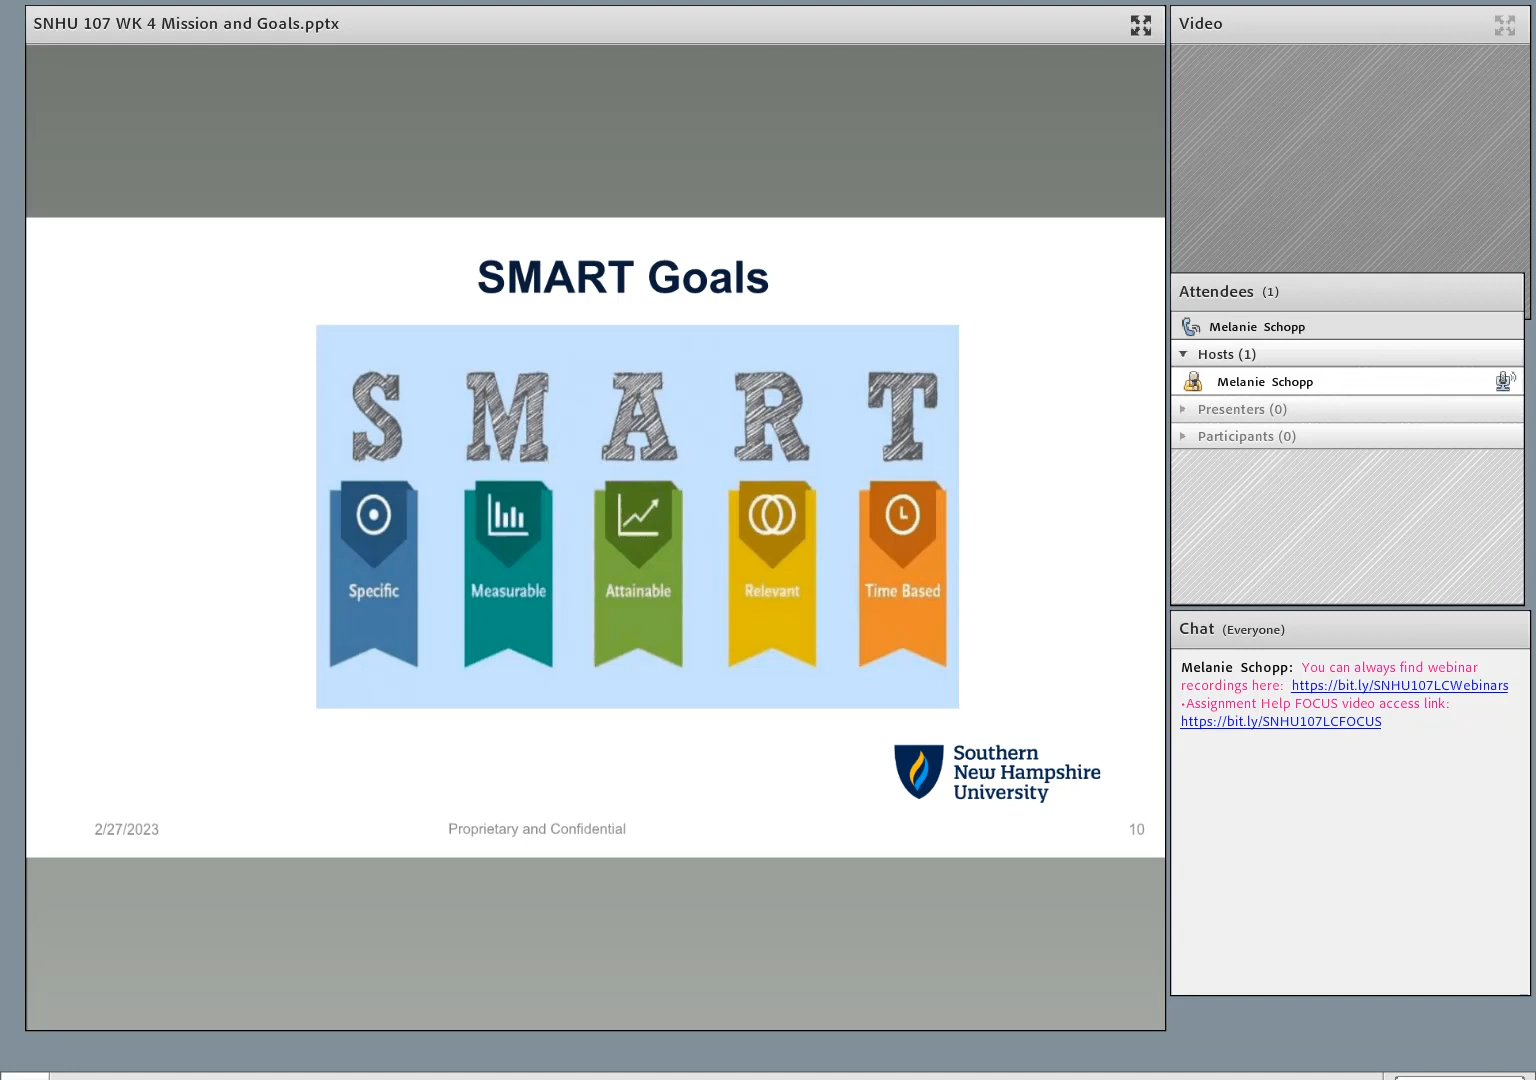 SNHU 107 WK 4 Mission and Goals.pptx
SMART Goals
S M A R T
Specific Measurable Attainable Relevant Time Based
Southern
New Hampshire
University
2/27/2023 Proprietary and Confidential 10
Video
Attendees (1)
Melanie Schopp
Hosts (1)
Melanie Schopp
Presenters (0)
Participants (0)
Chat (Everyone)
Melanie Schopp: You can always find webinar
recordings here: https://bit.ly/SNHU107LCWebinars
•Assignment Help FOCUS video access link:
https://bit.ly/SNHU107LCFOCUS